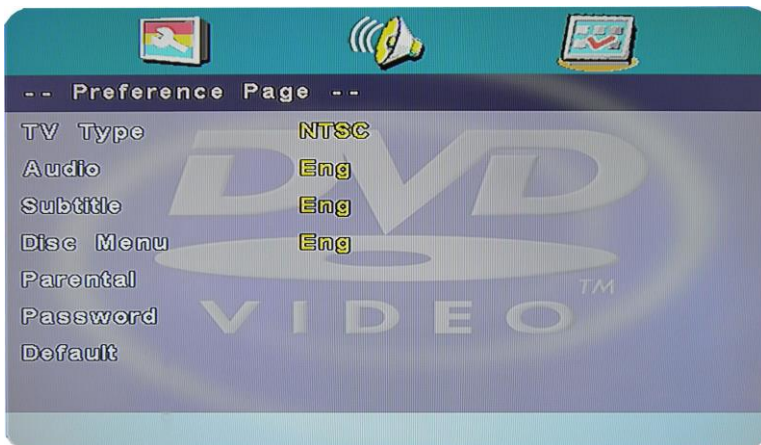 -- Preference Page --
TV Type NTSC
Audio Eng
Subtitle Eng
Disc Menu Eng
Parental
Password
Default
DVD
VIDEO
TM